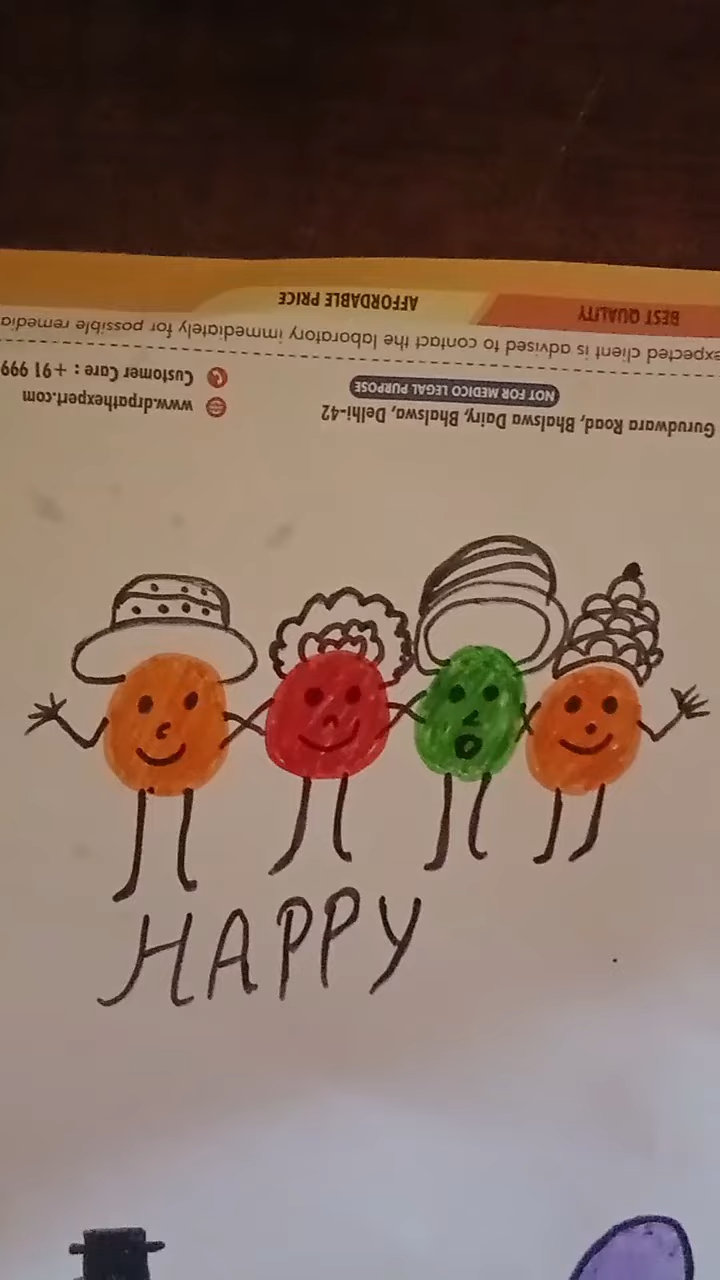 AFFORDABLE PRICE
BEST QUALITY
expected client is advised to contact the laboratory immediately for possible
Customer Care : +91 999
www.drpathexpert.com
NOT FOR MEDICO LEGAL PURPOSE
Gurudwara Road, Bhalswa Dairy, Bhalswa, Delhi-42
HAPPY